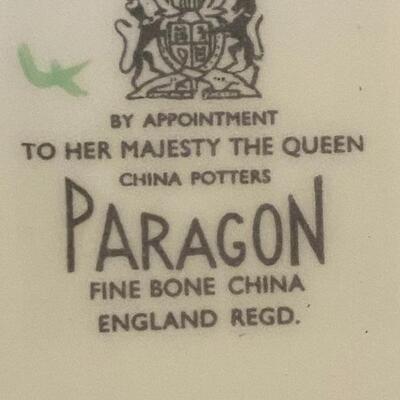 BY APPOINTMENT
TO HER MAJESTY THE QUEEN
CHINA POTTERS
PARAGON
FINE BONE CHINA
ENGLAND REGD.